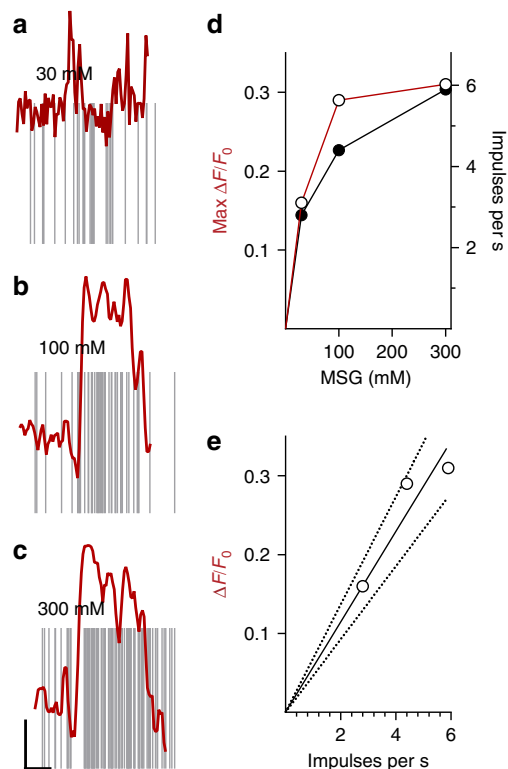 a
30 mM
b
100 mM
c
300 mM
d
0.3
0.2
0.1
Max ΔF/F0
6
4
2
Impulses per s
100 200 300
MSG (mM)
e
0.3
0.2
0.1
ΔF/F0
2 4 6
Impulses per s